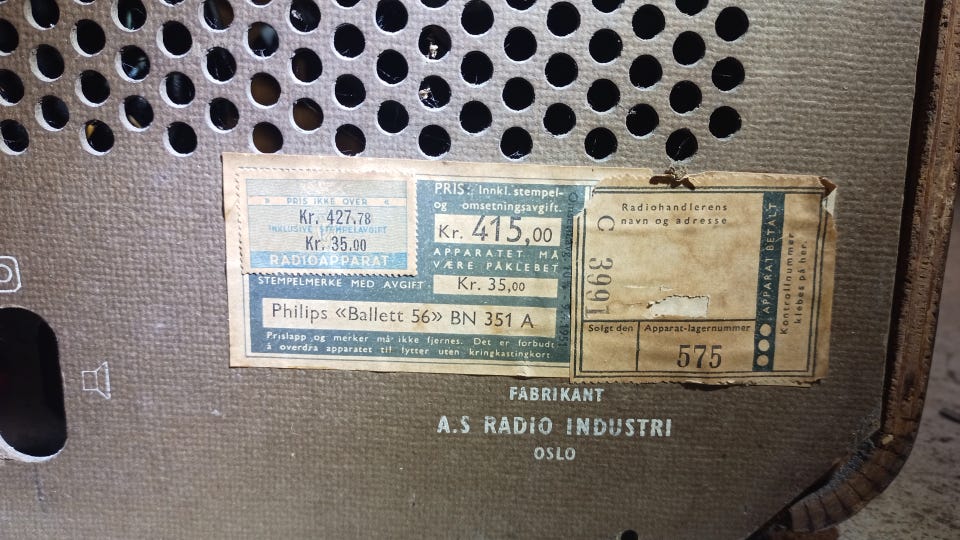 » PRIS IKKE OVER «
Kr. 427,78
INKLUSIVE STEMPELAVGIFT
Kr. 35,00
RADIOAPPARAT
STEMPELMERKE MED AVGIFT
PRIS: Innkl. stempel-
og omsetningsavgift.
Kr. 415,00
APPARATET MÅ
VÆRE PÅKLEBET
Kr. 35,00
Philips «Ballett 56» BN 351 A
Prislapp og merker må ikke fjernes. Det er forbudt
å overdra apparatet til lytter uten kringkastingkort
C 3991
Radiohandlerens
navn og adresse
Solgt den
Apparat-lagernummer
575
APPARAT BETALT
Kontrollnummer
klebes på her.
FABRIKANT
A.S RADIO INDUSTRI
OSLO